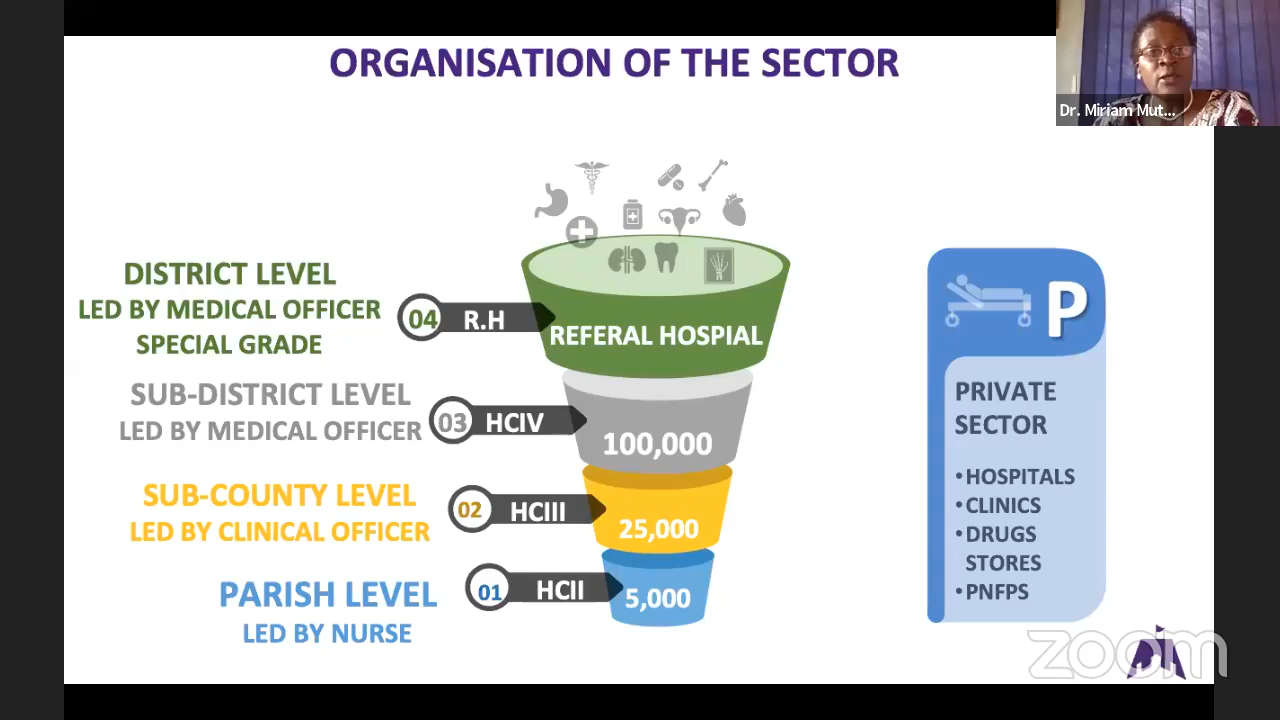 ORGANISATION OF THE SECTOR
Dr. Miriam Mut...
DISTRICT LEVEL
LED BY MEDICAL OFFICER
SPECIAL GRADE
04
R.H
REFERAL HOSPIAL
SUB-DISTRICT LEVEL
LED BY MEDICAL OFFICER
03
HCIV
100,000
SUB-COUNTY LEVEL
LED BY CLINICAL OFFICER
02
HCIII
25,000
PARISH LEVEL
LED BY NURSE
01
HCII
5,000
P
PRIVATE
SECTOR
• HOSPITALS
• CLINICS
• DRUGS
STORES
• PNFPS
zoom